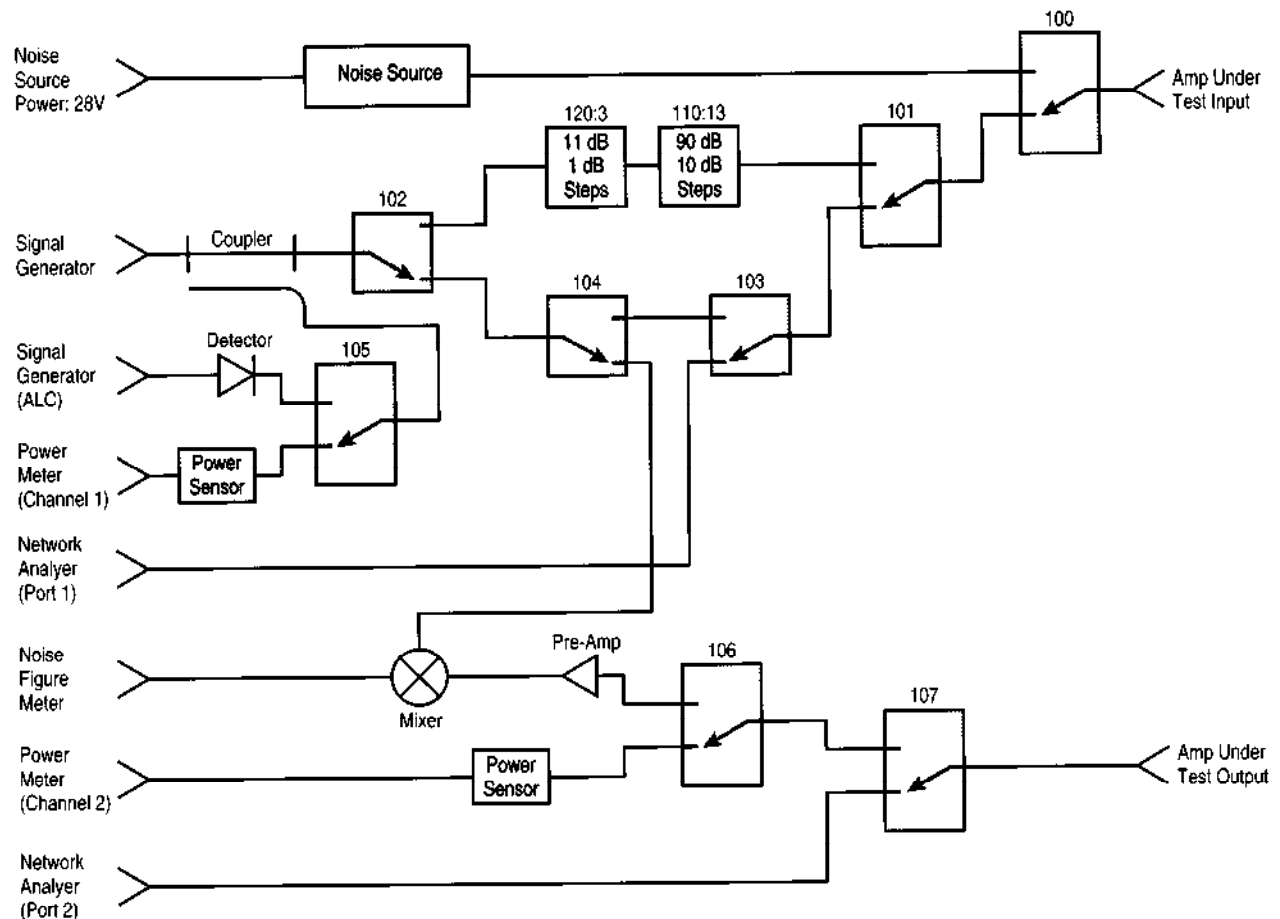 100
Noise
Source
Power: 28V
Noise Source
Amp Under
Test Input
120:3
11 dB
1 dB
Steps
110:13
90 dB
10 dB
Steps
101
102
Signal
Generator
Coupler
104
103
Signal
Generator
(ALC)
Detector
105
Power
Meter
(Channel 1)
Power
Sensor
Network
Analyer
(Port 1)
Noise
Figure
Meter
Mixer
Pre-Amp
106
107
Power
Meter
(Channel 2)
Power
Sensor
Amp Under
Test Output
Network
Analyer
(Port 2)